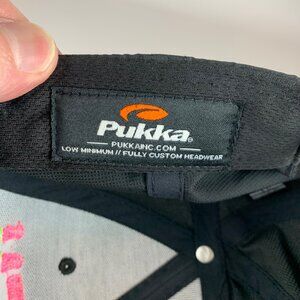 Pukka®
PUKKAINC.COM
LOW MINIMUM // FULLY CUSTOM HEADWEAR